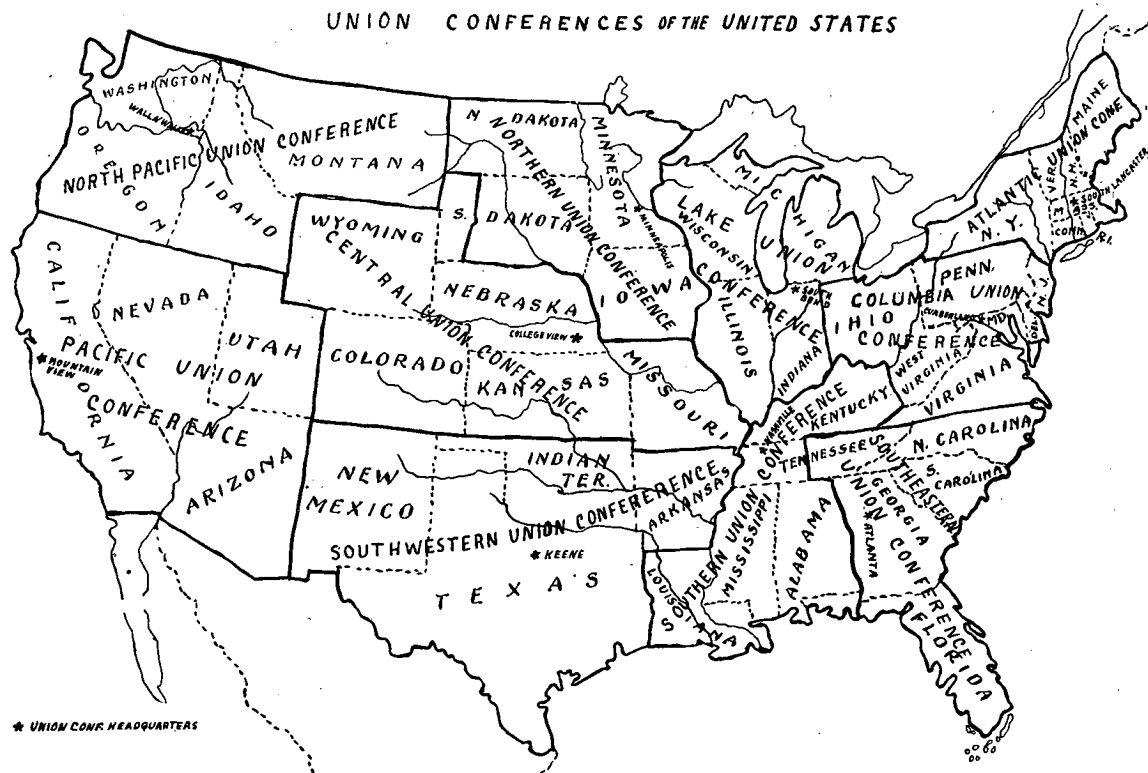 UNION CONFERENCES OF THE UNITED STATES
WASHINGTON
WALLA WALLA
OREGON
NORTH PACIFIC UNION CONFERENCE
MONTANA
IDAHO
WYOMING
N DAKOTA
S. DAKOTA
MINNESOTA
NORTHERN UNION CONFERENCE
* MINNEAPOLIS
IOWA
CENTRAL UNION CONFERENCE
NEBRASKA
COLLEGE VIEW *
COLORADO
KANSAS
MISSOURI
CALIFORNIA
NEVADA
UTAH
PACIFIC UNION CONFERENCE
* MOUNTAIN VIEW
ARIZONA
NEW MEXICO
INDIAN TER.
ARKANSAS
SOUTHWESTERN UNION CONFERENCE
* KEENE
TEXAS
LOUISIANA
LAKE UNION CONFERENCE
WISCONSIN
MICHIGAN
ILLINOIS
* SOUTH BEND
INDIANA
IHIO
COLUMBIA UNION CONFERENCE
PENN.
N.J.
DEL.
MD
WEST VIRGINIA
VIRGINIA
ATLANTIC UNION CONF
MAINE
VER
N.H.
* SOUTH LANCASTER
MASS
CONN
R.I.
N.Y.
KENTUCKY
* NASHVILLE
TENNESSEE
SOUTHERN UNION CONFERENCE
MISSISSIPPI
ALABAMA
N. CAROLINA
S. CAROLINA
SOUTHEASTERN UNION CONFERENCE
GEORGIA
* ATLANTA
FLORIDA
* UNION CONF. HEADQUARTERS